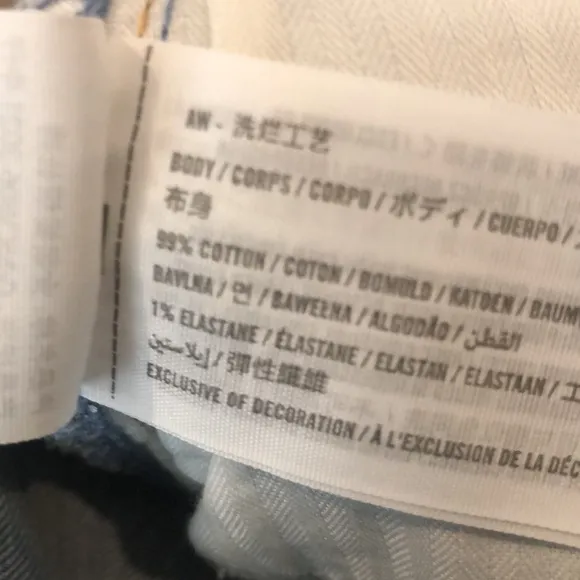 AW - 洗烂工艺
BODY / CORPS / CORPO / ボディ / CUERPO /
布身
99% COTTON / COTON / BOMULD / KATOEN / BAUM
BAVLNA / 면 / BAWEŁNA / ALGODÃO / القطن
1% ELASTANE / ÉLASTANE / ELASTAN / ELASTAAN / エ
إيلاستين / 彈性纖維
EXCLUSIVE OF DECORATION / À L'EXCLUSION DE LA DÉC